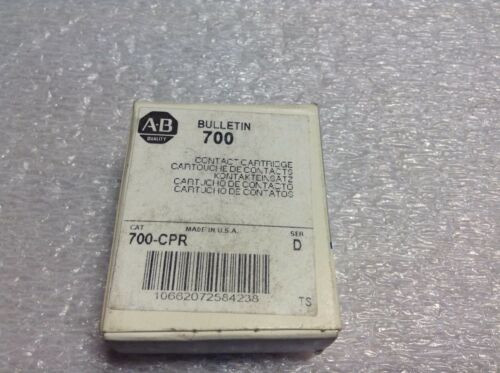 A-B
QUALITY
BULLETIN
700
CONTACT CARTRIDGE
CARTOUCHE DE CONTACTS
KONTAKTEINSATZ
CARTUCHO DE CONTACTO
CARTUCHO DE CONTATOS
CAT
MADE IN U.S.A.
SER
700-CPR
D
10662072584238
TS